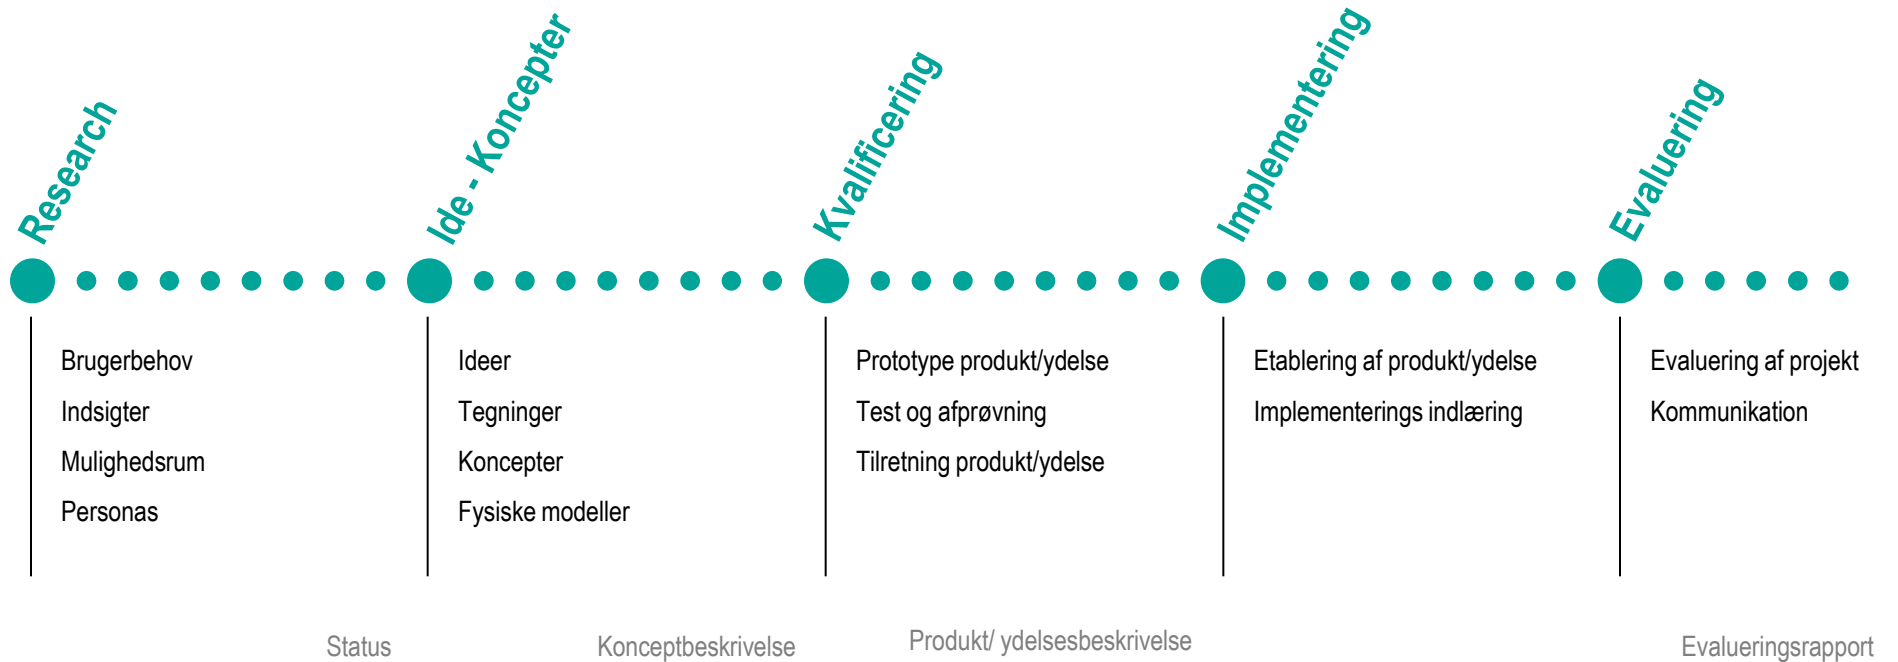 Research
Ide - Koncepter
Kvalificering
Implementering
Evaluering
Brugerbehov
Indsigter
Mulighedsrum
Personas
Ideer
Tegninger
Koncepter
Fysiske modeller
Prototype produkt/ydelse
Test og afprøvning
Tilretning produkt/ydelse
Etablering af produkt/ydelse
Implementerings indlæring
Evaluering af projekt
Kommunikation
Status
Konceptbeskrivelse
Produkt/ ydelsesbeskrivelse
Evalueringsrapport